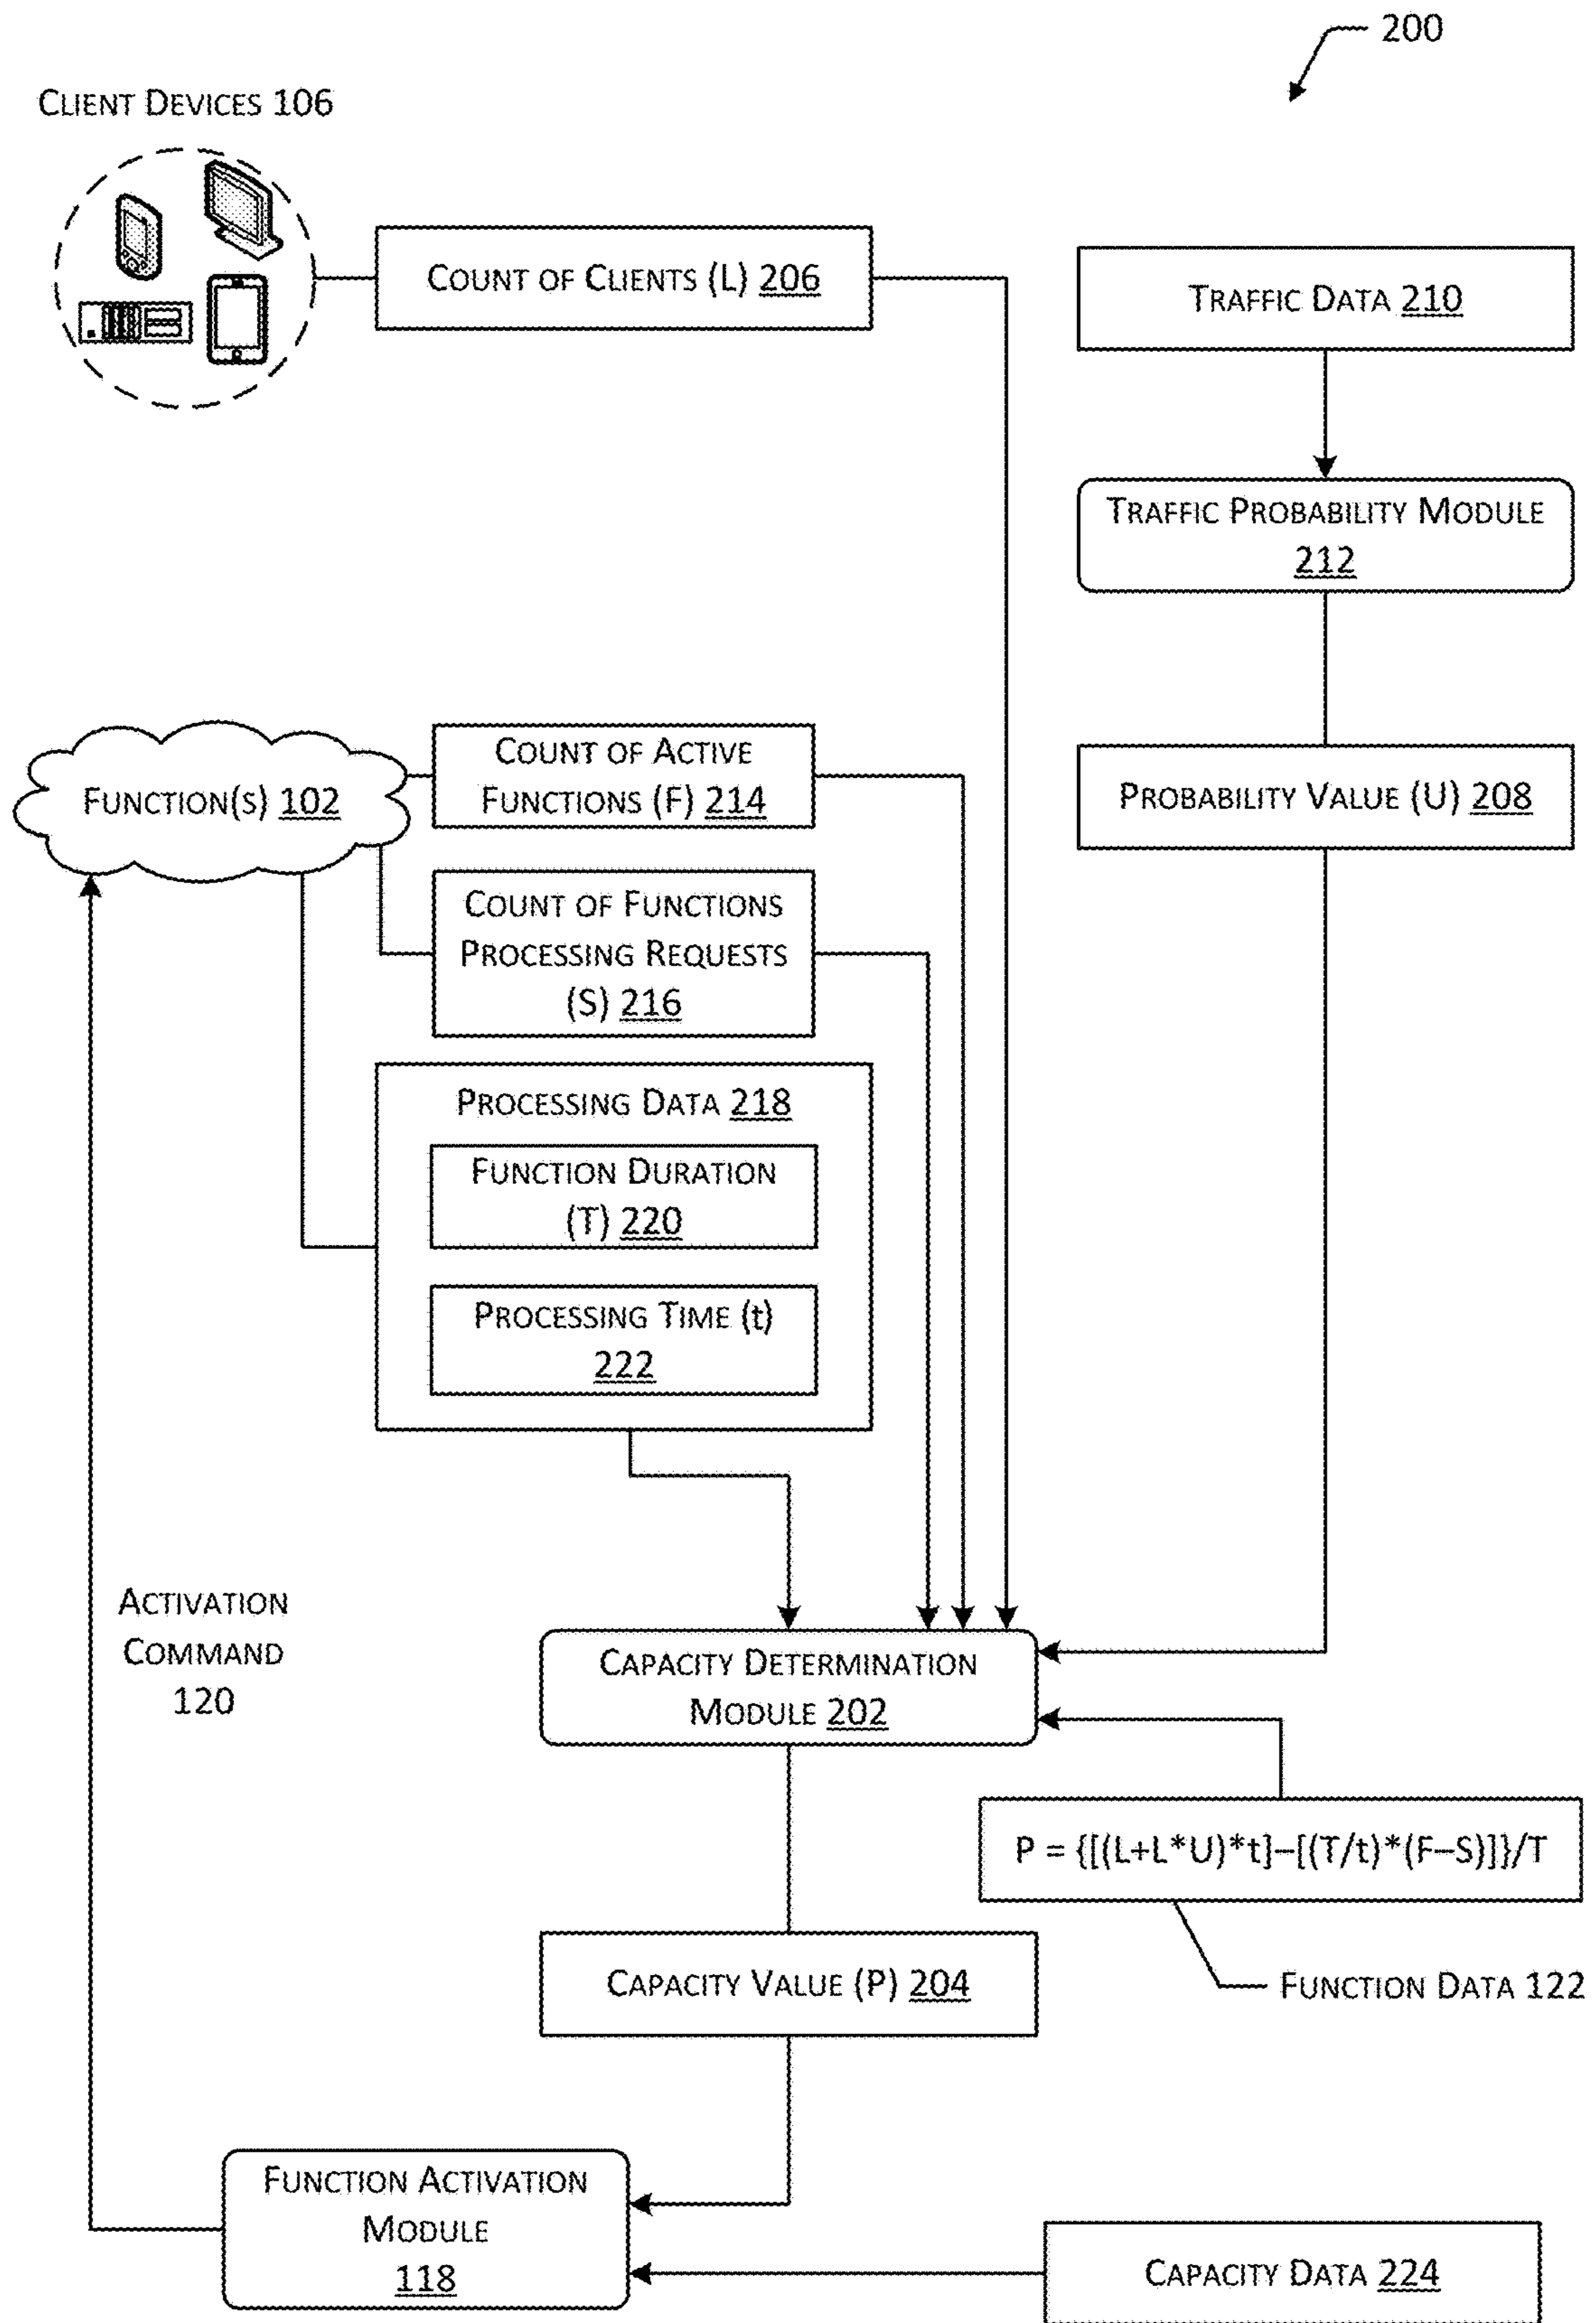 200
CLIENT DEVICES 106
COUNT OF CLIENTS (L) 206
TRAFFIC DATA 210
TRAFFIC PROBABILITY MODULE
212
PROBABILITY VALUE (U) 208
FUNCTION(S) 102
COUNT OF ACTIVE
FUNCTIONS (F) 214
COUNT OF FUNCTIONS
PROCESSING REQUESTS
(S) 216
PROCESSING DATA 218
FUNCTION DURATION
(T) 220
PROCESSING TIME (t)
222
ACTIVATION
COMMAND
120
CAPACITY DETERMINATION
MODULE 202
P = {[(L+L*U)*t]–[(T/t)*(F–S)]}/T
FUNCTION DATA 122
CAPACITY VALUE (P) 204
FUNCTION ACTIVATION
MODULE
118
CAPACITY DATA 224